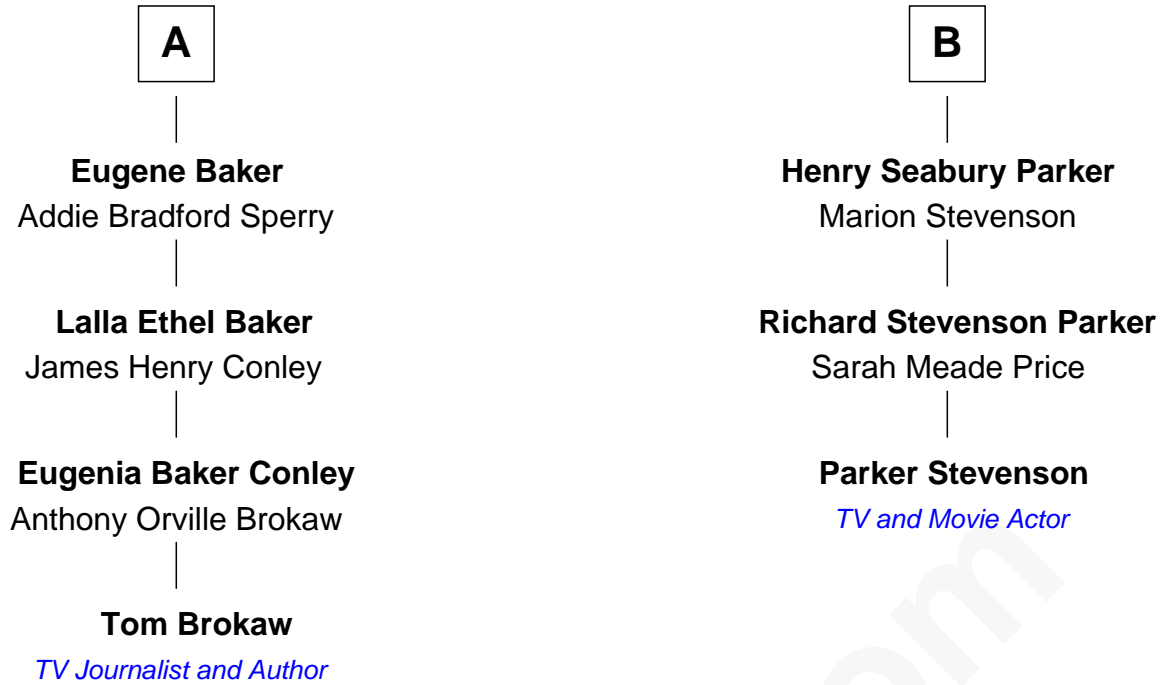 A
Eugene Baker
Addie Bradford Sperry
Lalla Ethel Baker
James Henry Conley
Eugenia Baker Conley
Anthony Orville Brokaw
Tom Brokaw
TV Journalist and Author
B
Henry Seabury Parker
Marion Stevenson
Richard Stevenson Parker
Sarah Meade Price
Parker Stevenson
TV and Movie Actor
om